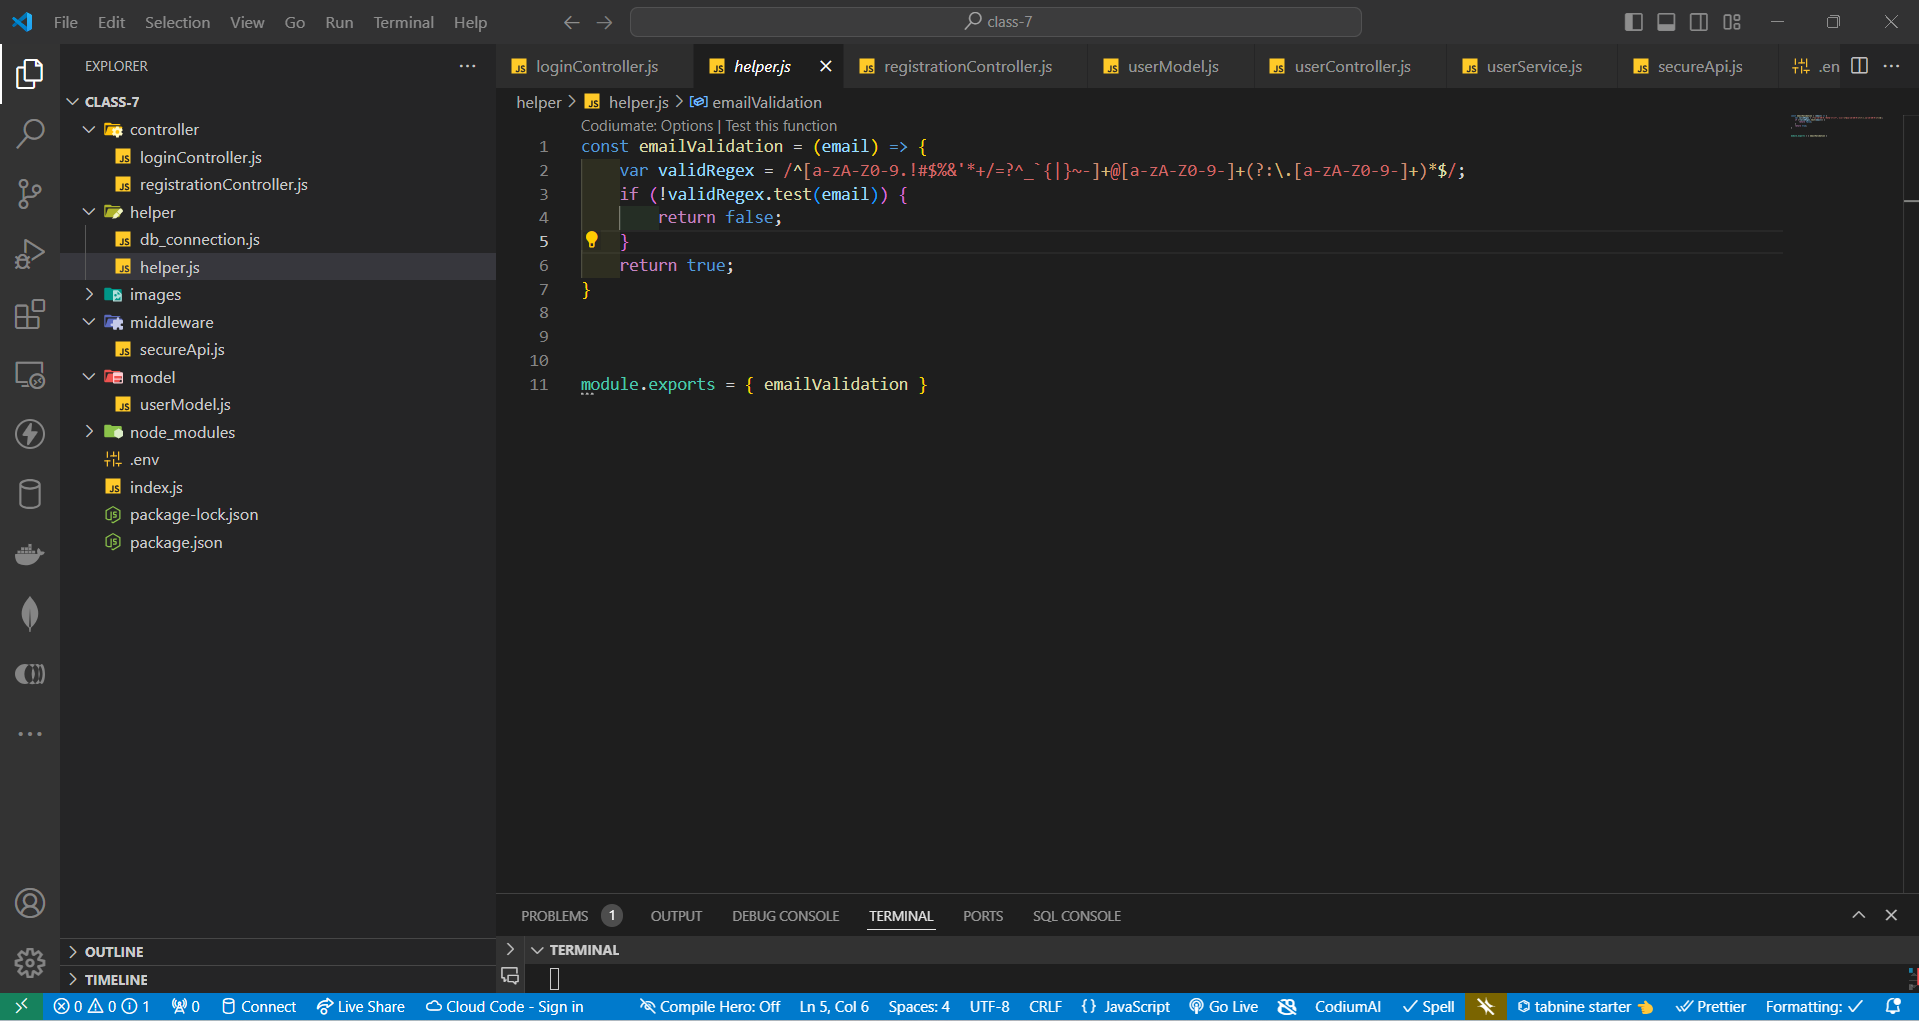 File Edit Selection View Go Run Terminal Help
class-7
EXPLORER
CLASS-7
controller
loginController.js
registrationController.js
helper
db_connection.js
helper.js
images
middleware
secureApi.js
model
userModel.js
node_modules
.env
index.js
package-lock.json
package.json
OUTLINE
TIMELINE
loginController.js helper.js registrationController.js userModel.js userController.js userService.js secureApi.js .en
helper > helper.js > emailValidation
Codiumate: Options | Test this function
1 const emailValidation = (email) => {
2 var validRegex = /^[a-zA-Z0-9.!#$%&'*+/=?^_`{|}~-]+@[a-zA-Z0-9-]+(?:\.[a-zA-Z0-9-]+)*$/;
3 if (!validRegex.test(email)) {
4 return false;
5 }
6 return true;
7 }
8
9
10
11 module.exports = { emailValidation }
PROBLEMS 1 OUTPUT DEBUG CONSOLE TERMINAL PORTS SQL CONSOLE
TERMINAL
0 0 1 0 Connect Live Share Cloud Code - Sign in Compile Hero: Off Ln 5, Col 6 Spaces: 4 UTF-8 CRLF {} JavaScript Go Live CodiumAI Spell tabnine starter Prettier Formatting: